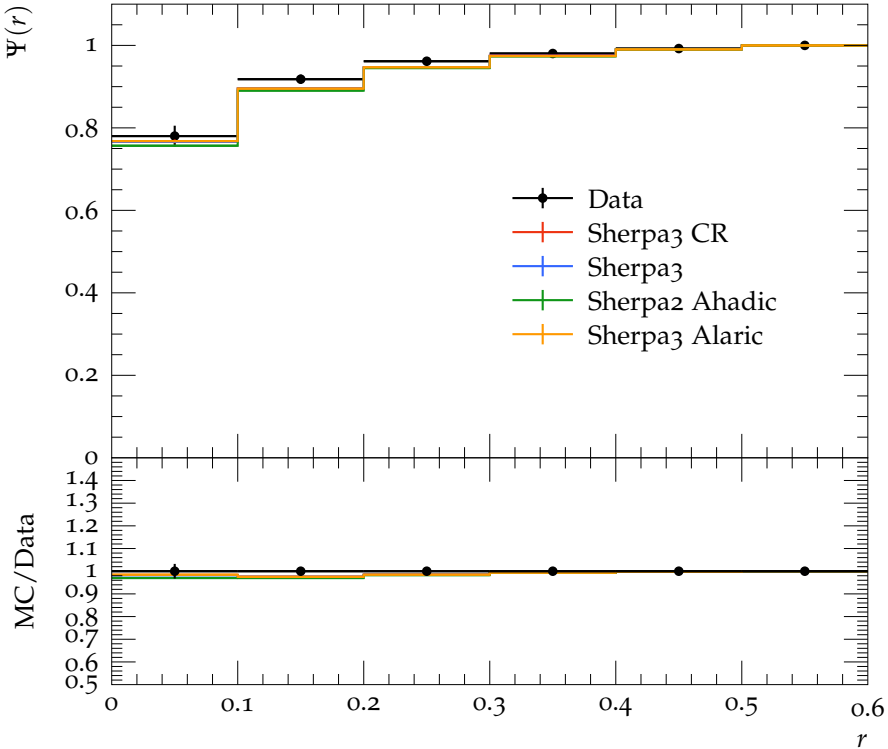 Ψ(r)
1
0.8
0.6
0.4
0.2
0
Data
Sherpa3 CR
Sherpa3
Sherpa2 Ahadic
Sherpa3 Alaric
MC/Data
1.4
1.3
1.2
1.1
1
0.9
0.8
0.7
0.6
0.5
0 0.1 0.2 0.3 0.4 0.5 0.6
r